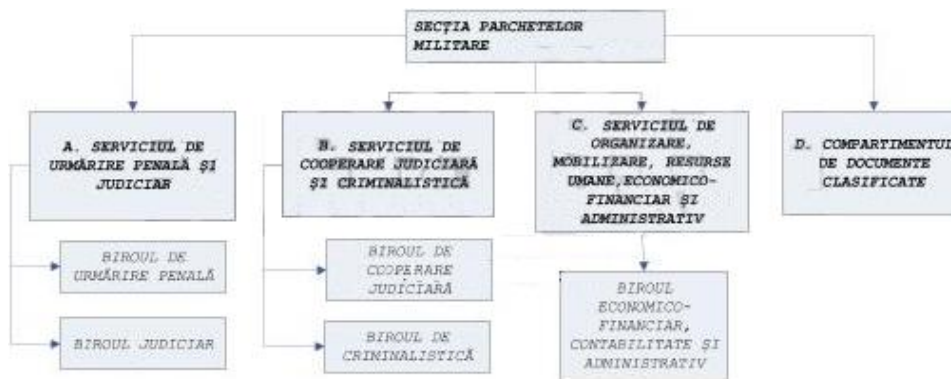 SECȚIA PARCHETELOR
MILITARE
A. SERVICIUL DE
URMĂRIRE PENALĂ ȘI
JUDICIAR
B. SERVICIUL DE
COOPERARE JUDICIARĂ
ȘI CRIMINALISTICĂ
C. SERVICIUL DE
ORGANIZARE,
MOBILIZARE, RESURSE
UMANE,ECONOMICO-
FINANCIAR ȘI
ADMINISTRATIV
D. COMPARTIMENTUL
DE DOCUMENTE
CLASIFICATE
BIROUL DE
URMĂRIRE PENALĂ
BIROUL JUDICIAR
BIROUL DE
COOPERARE
JUDICIARĂ
BIROUL DE
CRIMINALISTICĂ
BIROUL
ECONOMICO-
FINANCIAR,
CONTABILITATE ȘI
ADMINISTRATIV